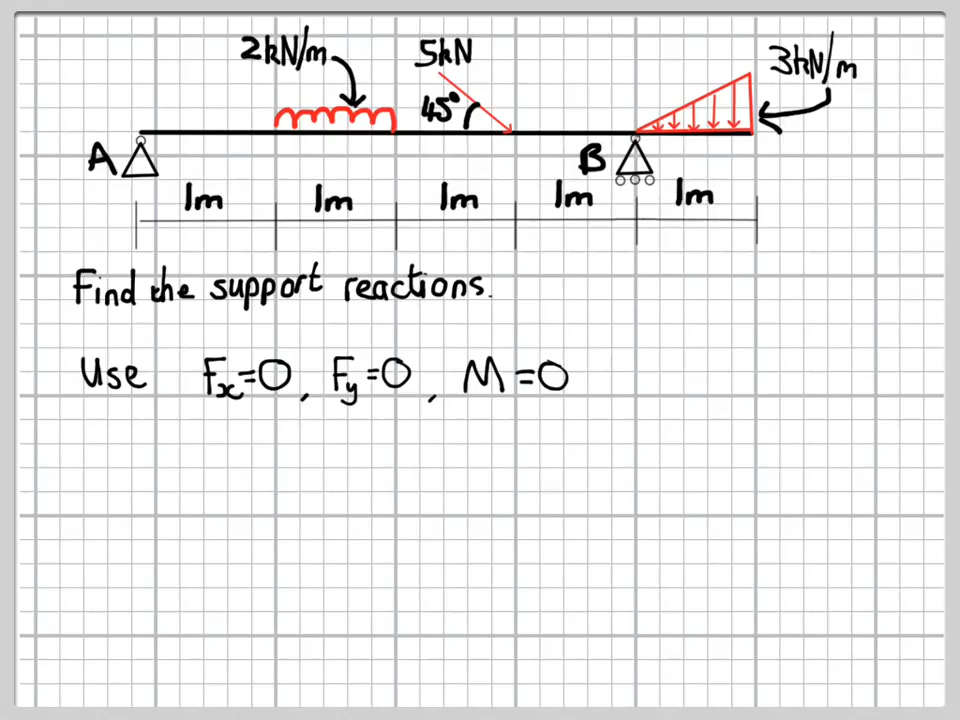 2kN/m 5kN 3kN/m
45°
A B
1m 1m 1m 1m 1m
Find the support reactions.
Use Fx=0, Fy=0, M=0